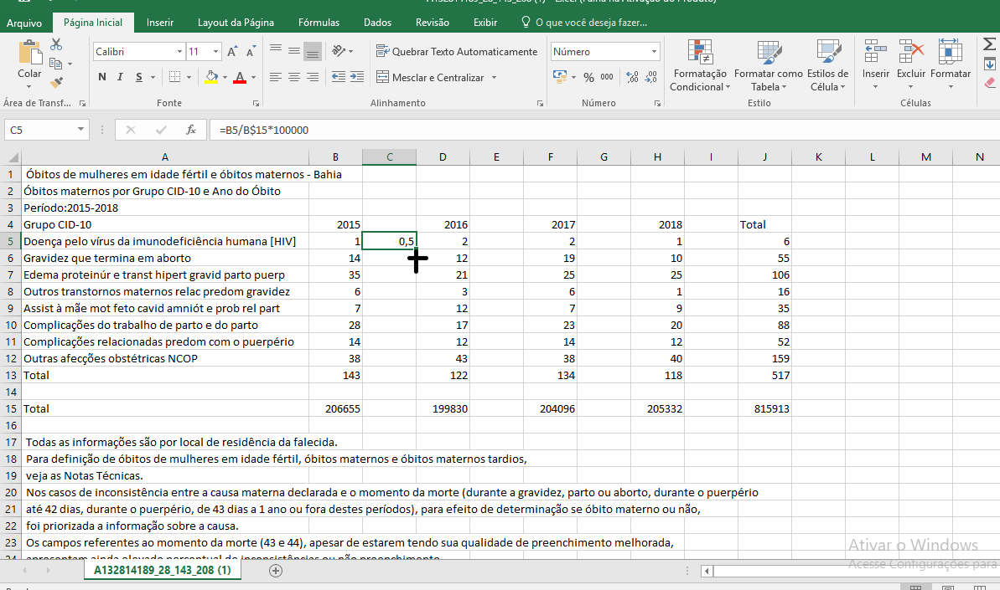 Arquivo Página Inicial Inserir Layout da Página Fórmulas Dados Revisão Exibir O que você deseja fazer...
Colar Calibri 11 Quebrar Texto Automaticamente Número Formatação Condicional Formatar como Tabela Estilos de Célula Inserir Excluir Formatar
N I S Mesclar e Centralizar % 000
Área de Transf... Fonte Alinhamento Número Estilo Células
C5 fx =B5/B$15*100000
A B C D E F G H I J K L M N
1 Óbitos de mulheres em idade fértil e óbitos maternos - Bahia
2 Óbitos maternos por Grupo CID-10 e Ano do Óbito
3 Período:2015-2018
4 Grupo CID-10 2015 2016 2017 2018 Total
5 Doença pelo vírus da imunodeficiência humana [HIV] 1 0,5 2 2 1 6
6 Gravidez que termina em aborto 14 12 19 10 55
7 Edema proteinúr e transt hipert gravid parto puerp 35 21 25 25 106
8 Outros transtornos maternos relac predom gravidez 6 3 6 1 16
9 Assist à mãe mot feto cavid amniót e prob rel part 7 12 7 9 35
10 Complicações do trabalho de parto e do parto 28 17 23 20 88
11 Complicações relacionadas predom com o puerpério 14 12 14 12 52
12 Outras afecções obstétricas NCOP 38 43 38 40 159
13 Total 143 122 134 118 517
14
15 Total 206655 199830 204096 205332 815913
16
17 Todas as informações são por local de residência da falecida.
18 Para definição de óbitos de mulheres em idade fértil, óbitos maternos e óbitos maternos tardios,
19 veja as Notas Técnicas.
20 Nos casos de inconsistência entre a causa materna declarada e o momento da morte (durante a gravidez, parto ou aborto, durante o puerpério
21 até 42 dias, durante o puerpério, de 43 dias a 1 ano ou fora destes períodos), para efeito de determinação se óbito materno ou não,
22 foi priorizada a informação sobre a causa.
23 Os campos referentes ao momento da morte (43 e 44), apesar de estarem tendo sua qualidade de preenchimento melhorada,
Ativar o Windows
Acesse Configurações para
A132814189_28_143_208 (1)